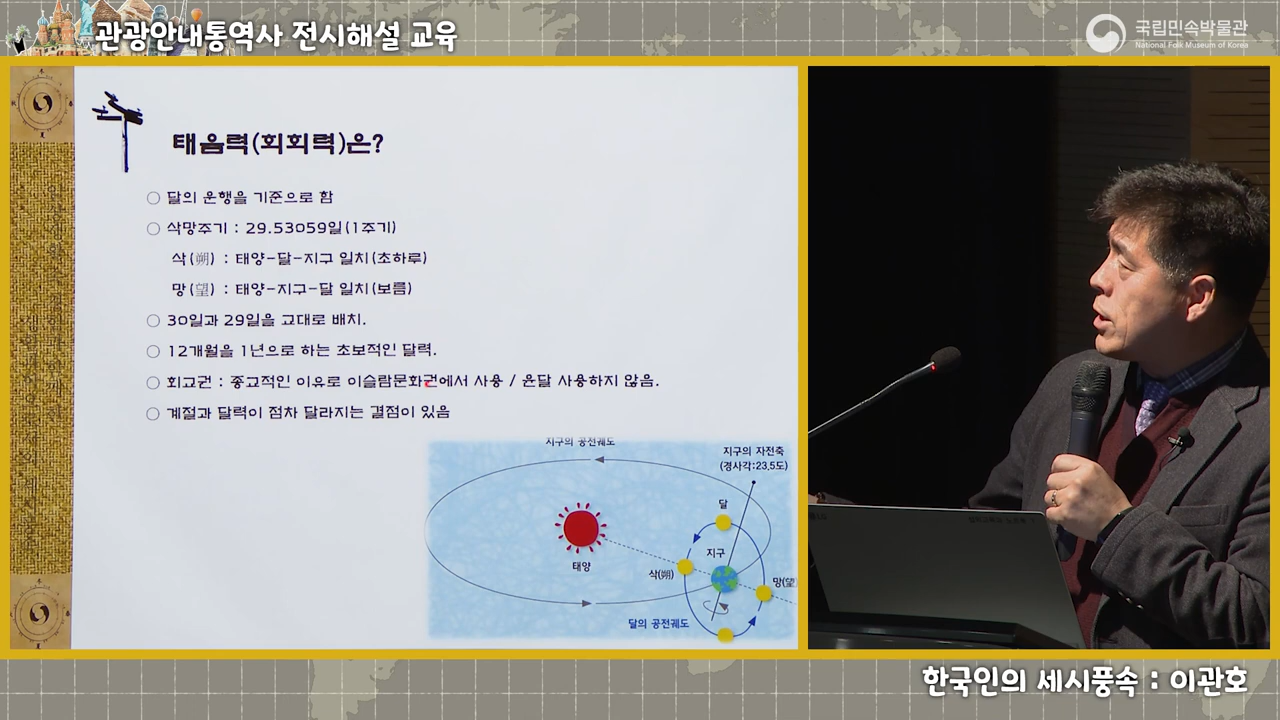 관광안내통역사 전시해설 교육
국립민속박물관
National Folk Museum of Korea
태음력(회회력)은?
○ 달의 운행을 기준으로 함
○ 삭망주기 : 29.53059일(1주기)
삭(朔) : 태양-달-지구 일치(초하루)
망(望) : 태양-지구-달 일치(보름)
○ 30일과 29일을 교대로 배치.
○ 12개월을 1년으로 하는 초보적인 달력.
○ 회교권 : 종교적인 이유로 이슬람문화권에서 사용 / 윤달 사용하지 않음.
○ 계절과 달력이 점차 달라지는 결점이 있음
지구의 공전궤도
지구의 자전축
(경사각:23.5도)
달
지구
태양
삭(朔)
망(望)
달의 공전궤도
한국인의 세시풍속 : 이관호